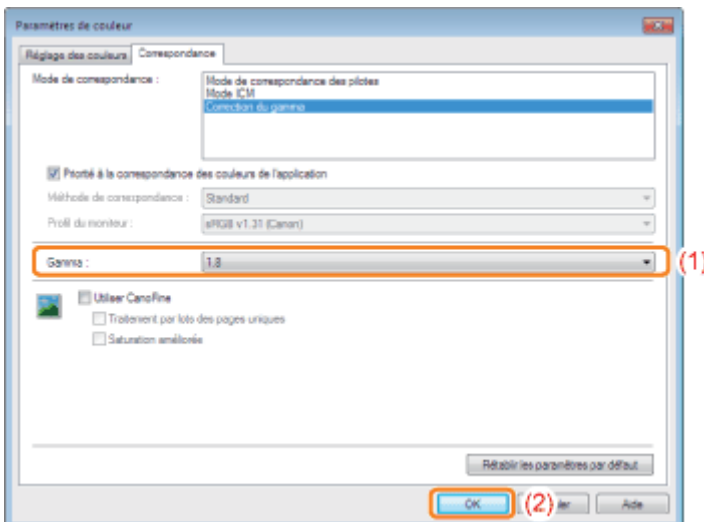 Paramètres de couleur
Réglage des couleurs Correspondance
Mode de correspondance :
Mode de correspondance des pilotes
Mode ICM
Correction du gamma
Priorité à la correspondance des couleurs de l'application
Méthode de correspondance : Standard
Profil du moniteur : sRGB v1.31 (Canon)
Gamma : 1.8 (1)
Utiliser CanoFine
Traitement par lots des pages uniques
Saturation améliorée
Rétablir les paramètres par défaut
OK (2) ler Aide